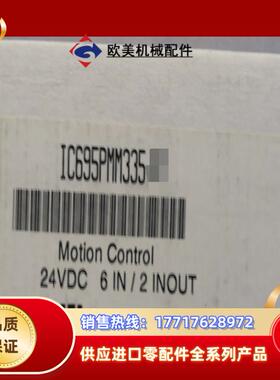 欧美机械配件
IC695PMM335
Motion Control
24VDC 6 IN / 2 INOUT
品质
保证
销售热线：17717628972
供应进口零配件全系列产品